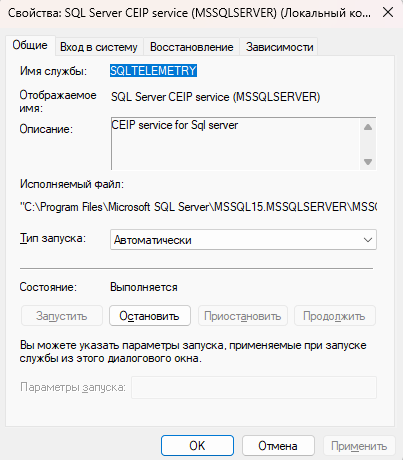 Свойства: SQL Server CEIP service (MSSQLSERVER) (Локальный ко...
Общие Вход в систему Восстановление Зависимости
Имя службы: SQLTELEMETRY
Отображаемое имя: SQL Server CEIP service (MSSQLSERVER)
Описание: CEIP service for Sql server
Исполняемый файл:
"C:\Program Files\Microsoft SQL Server\MSSQL15.MSSQLSERVER\MSSQ
Тип запуска: Автоматически
Состояние: Выполняется
Запустить Остановить Приостановить Продолжить
Вы можете указать параметры запуска, применяемые при запуске
службы из этого диалогового окна.
Параметры запуска:
OK Отмена Применить